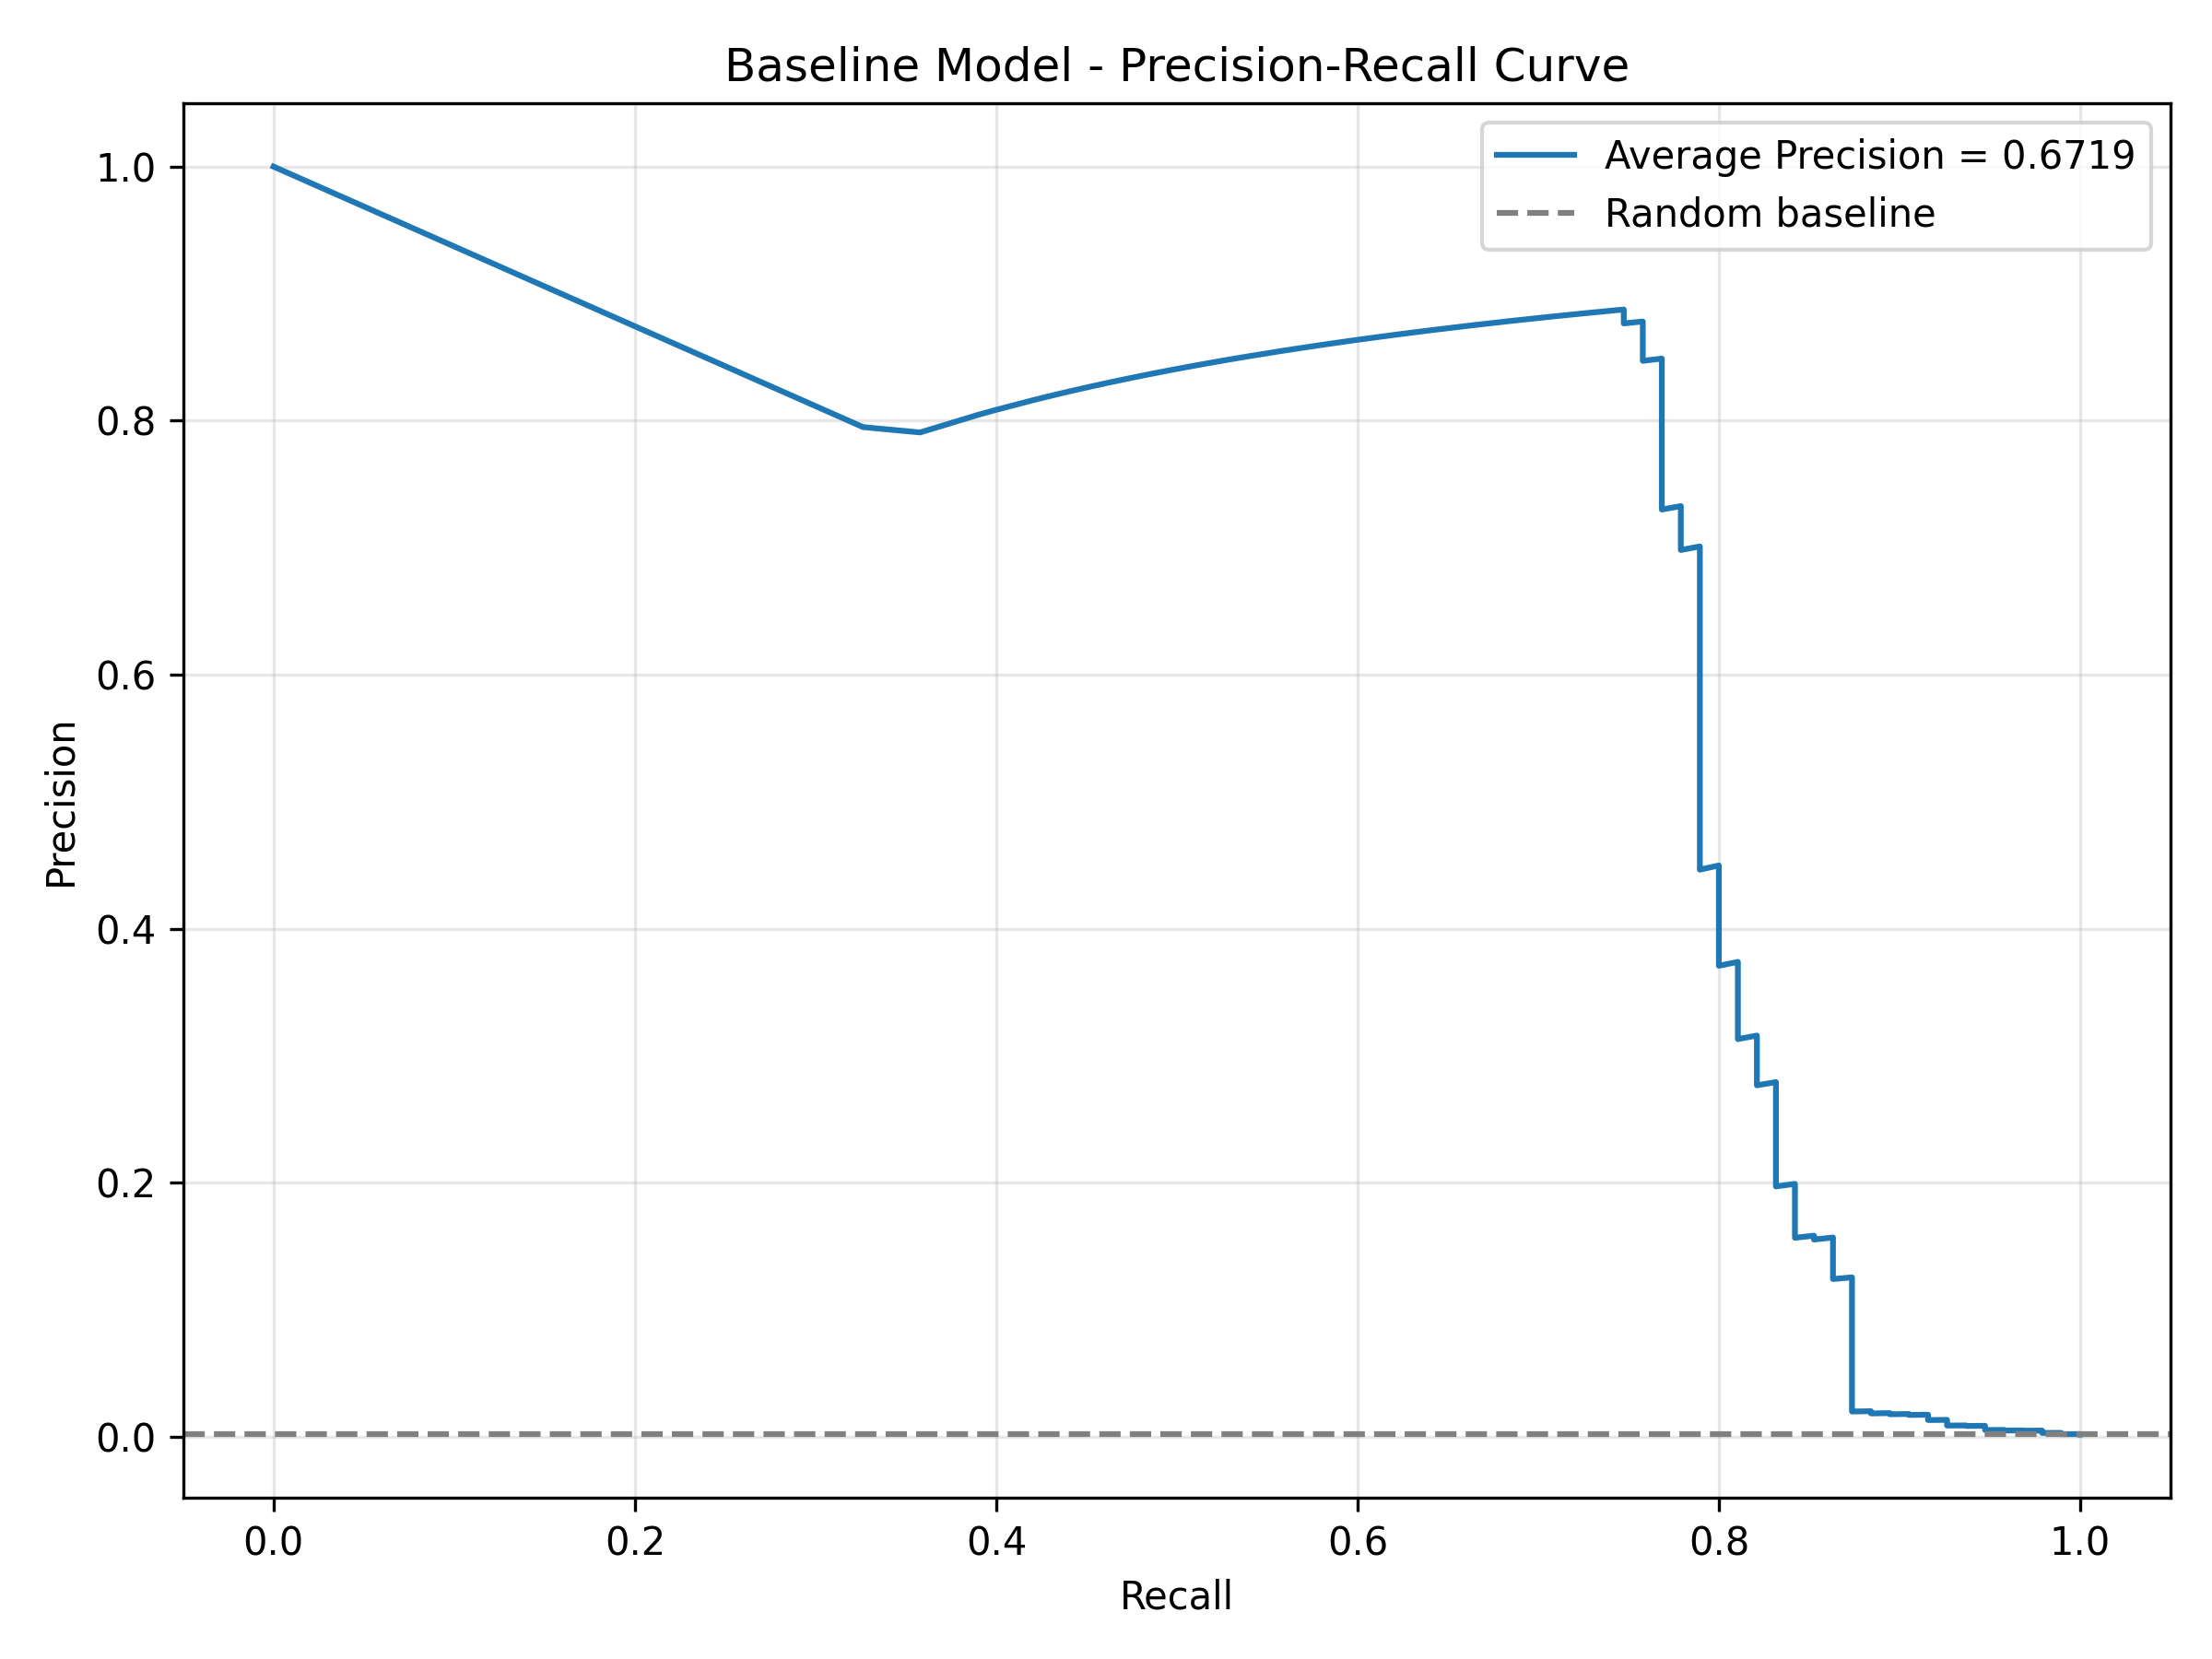 Baseline Model - Precision-Recall Curve
Average Precision = 0.6719
Random baseline
1.0
0.8
0.6
0.4
0.2
0.0
Precision
0.0 0.2 0.4 0.6 0.8 1.0
Recall